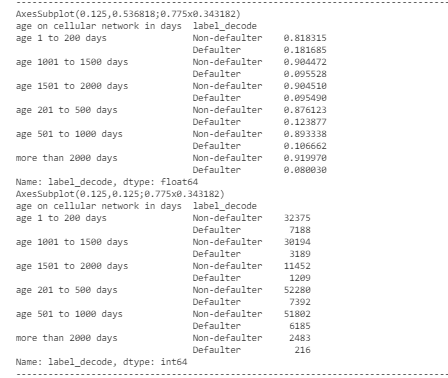 --------------------------------------------------------------------------------
AxesSubplot(0.125,0.536818;0.775x0.343182)
age on cellular network in days  label_decode
age 1 to 200 days                Non-defaulter    0.818315
                                 Defaulter        0.181685
age 1001 to 1500 days            Non-defaulter    0.904472
                                 Defaulter        0.095528
age 1501 to 2000 days            Non-defaulter    0.904510
                                 Defaulter        0.095490
age 201 to 500 days              Non-defaulter    0.876123
                                 Defaulter        0.123877
age 501 to 1000 days             Non-defaulter    0.893338
                                 Defaulter        0.106662
more than 2000 days              Non-defaulter    0.919970
                                 Defaulter        0.080030
Name: label_decode, dtype: float64
AxesSubplot(0.125,0.125;0.775x0.343182)
age on cellular network in days  label_decode
age 1 to 200 days                Non-defaulter    32375
                                 Defaulter         7188
age 1001 to 1500 days            Non-defaulter    30194
                                 Defaulter         3189
age 1501 to 2000 days            Non-defaulter    11452
                                 Defaulter         1209
age 201 to 500 days              Non-defaulter    52280
                                 Defaulter         7392
age 501 to 1000 days             Non-defaulter    51802
                                 Defaulter         6185
more than 2000 days              Non-defaulter     2483
                                 Defaulter          216
Name: label_decode, dtype: int64
--------------------------------------------------------------------------------